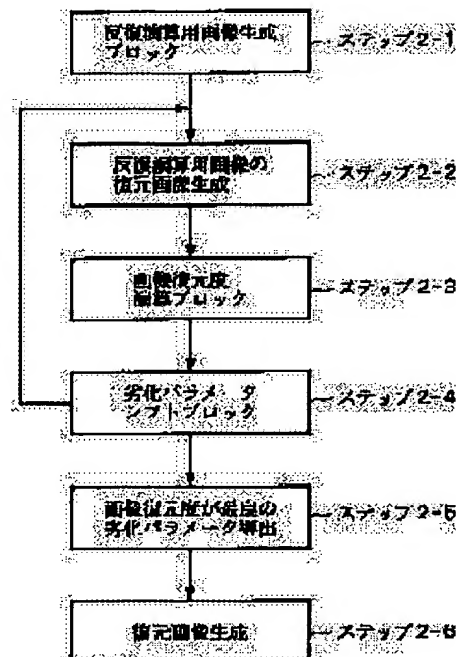 反復演算用画像生成
ブロック
ステップ2-1
反復演算用画像の
復元画像生成
ステップ2-2
画像復元度
演算ブロック
ステップ2-3
劣化パラメータ
シフトブロック
ステップ2-4
画像復元度が最良の
劣化パラメータ導出
ステップ2-5
復元画像生成
ステップ2-6